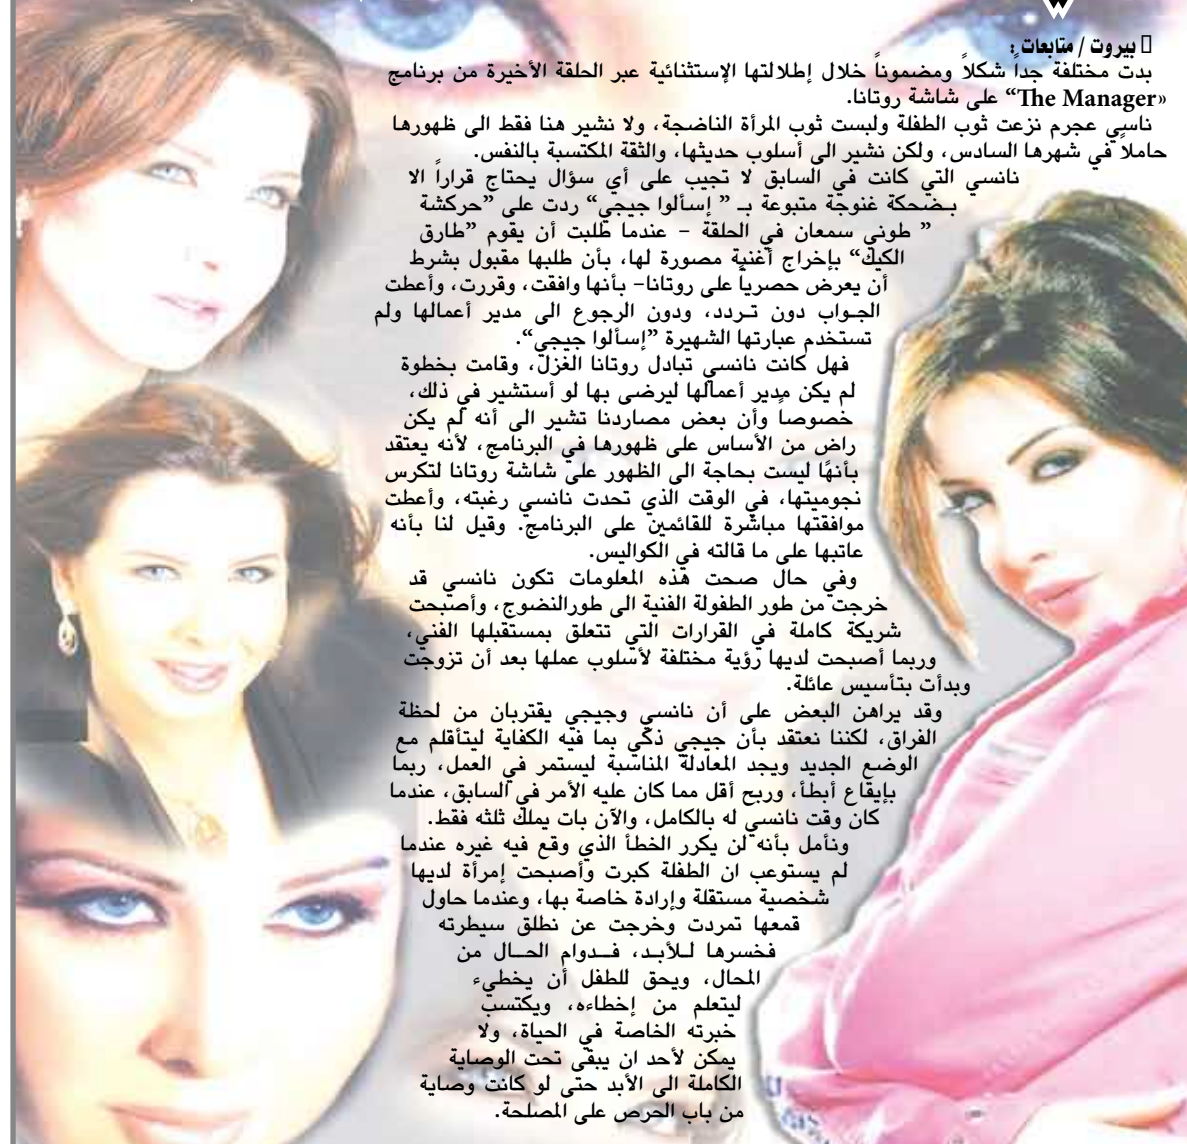 بيروت / متابعات :
بدت مختلفة جداً شكلاً ومضموناً خلال إطلالتها الإستثنائية عبر الحلقة الأخيرة من برنامج
«The Manager“ على شاشة روتانا.
ناسي عجرم نزعت ثوب الطفلة ولبست ثوب المرأة الناضجة، ولا نشير هنا فقط الى ظهورها
حاملاً في شهرها السادس، ولكن نشير الى أسلوب حديثها، والثقة المكتسبة بالنفس.
نانسي التي كانت في السابق لا تجيب على أي سؤال يحتاج قراراً الا
بـضحكة غنوجة متبوعة بـ ” إسألوا جيجي“ ردت على ”حركشة
” طوني سمعان في الحلقة – عندما طلبت أن يقوم ”طارق
الكيك“ بإخراج أغنية مصورة لها، بأن طلبها مقبول بشرط
أن يعرض حصرياً على روتانا– بأنها وافقت، وقررت، وأعطت
الجـواب دون تـردد، ودون الرجوع الى مدير أعمالها ولم
تستخدم عبارتها الشهيرة ”إسألوا جيجي“.
فهل كانت نانسي تبادل روتانا الغزل، وقامت بخطوة
لم يكن مدير أعمالها ليرضى بها لو أستشير في ذلك،
خصوصاً وأن بعض مصاردنا تشير الى أنه لم يكن
راض من الأساس على ظهورها في البرنامج، لأنه يعتقد
بأنها ليست بحاجة الى الظهور على شاشة روتانا لتكرس
نجوميتها، في الوقت الذي تحدت نانسي رغبته، وأعطت
موافقتها مباشرة للقائمين على البرنامج. وقيل لنا بأنه
عاتبها على ما قالته في الكواليس.
وفي حال صحت هذه المعلومات تكون نانسي قد
خرجت من طور الطفولة الفنية الى طورالنضوج، وأصبحت
شريكة كاملة في القرارات التي تتعلق بمستقبلها الفني،
وربما أصبحت لديها رؤية مختلفة لأسلوب عملها بعد أن تزوجت
وبدأت بتأسيس عائلة.
وقد يراهن البعض على أن نانسي وجيجي يقتربان من لحظة
الفراق، لكننا نعتقد بأن جيجي ذكي بما فيه الكفاية ليتأقلم مع
الوضع الجديد ويجد المعادلة المناسبة ليستمر في العمل، ربما
بإيقاع أبطأ، وربح أقل مما كان عليه الأمر في السابق، عندما
كان وقت نانسي له بالكامل، والآن بات يملك ثلثه فقط.
ونأمل بأنه لن يكرر الخطأ الذي وقع فيه غيره عندما
لم يستوعب ان الطفلة كبرت وأصبحت إمرأة لديها
شخصية مستقلة وإرادة خاصة بها، وعندما حاول
قمعها تمردت وخرجت عن نطلق سيطرته
فخسرها لـلأبـد، فــدوام الحــال من
المحال، ويحق للطفل أن يخطيء
ليتعلم من إخطاءه، ويكتسب
خبرته الخاصة في الحياة، ولا
يمكن لأحد ان يبقى تحت الوصاية
الكاملة الى الأبد حتى لو كانت وصاية
من باب الحرص على المصلحة.